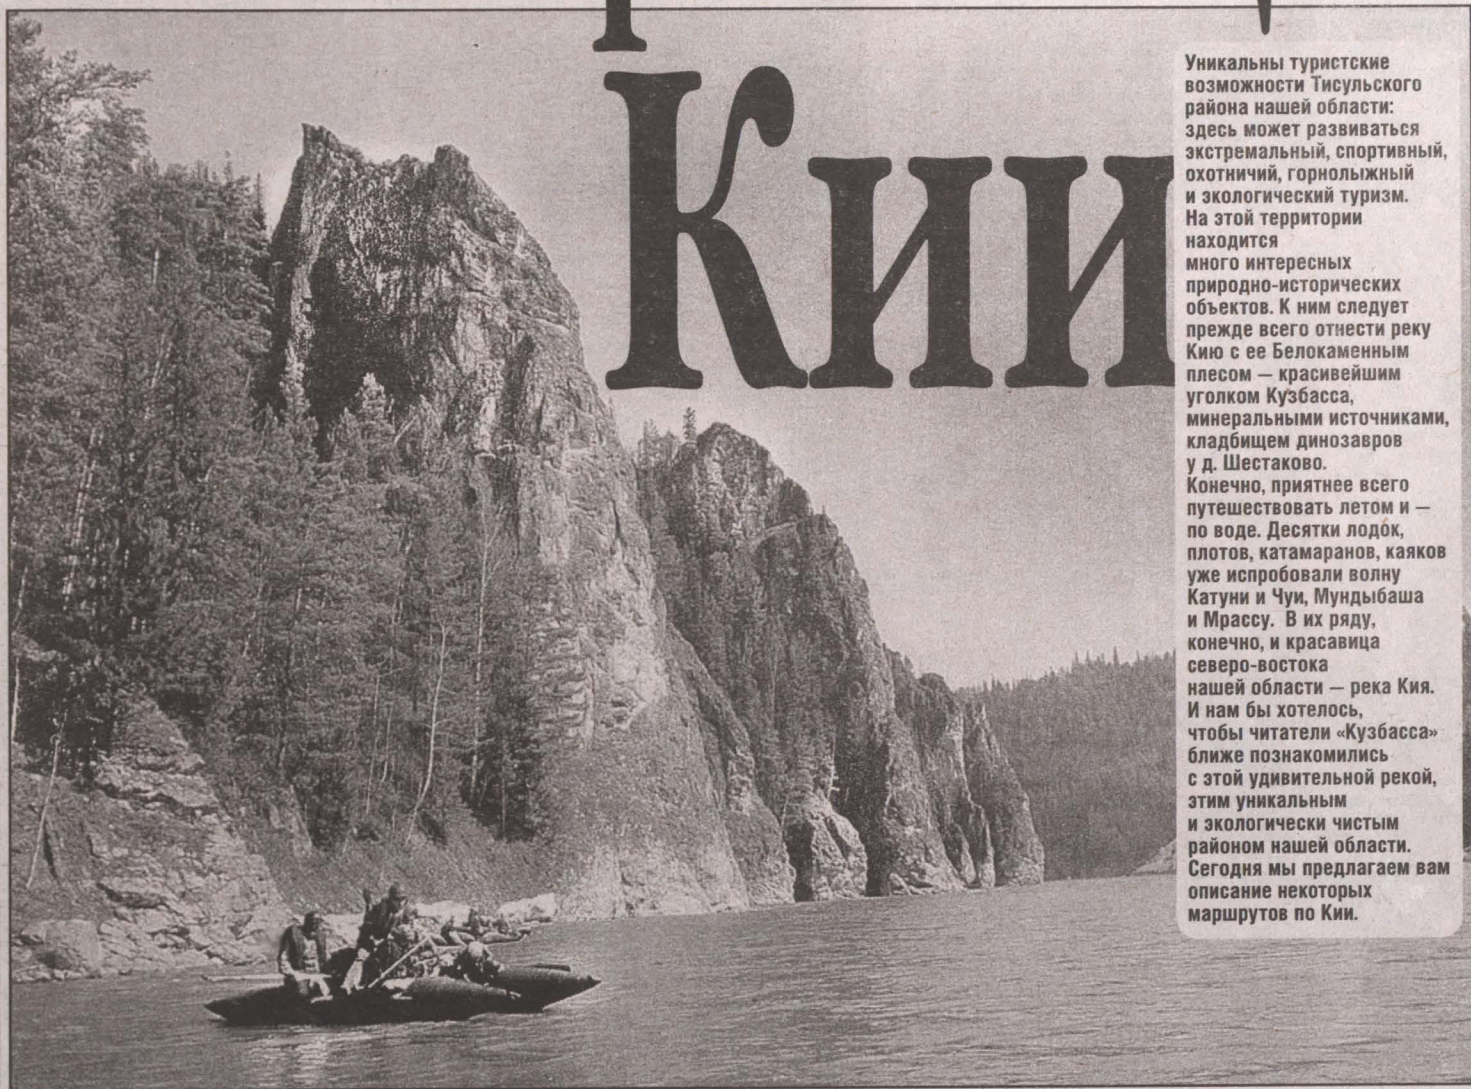 Кии
Уникальны туристские
возможности Тисульского
района нашей области:
здесь может развиваться
экстремальный, спортивный,
охотничий, горнолыжный
и экологический туризм.
На этой территории
находится
много интересных
природно-исторических
объектов. К ним следует
прежде всего отнести реку
Кию с ее Белокаменным
плесом — красивейшим
уголком Кузбасса,
минеральными источниками,
кладбищем динозавров
у д. Шестаково.
Конечно, приятнее всего
путешествовать летом и —
по воде. Десятки лодок,
плотов, катамаранов, каяков
уже испробовали волну
Катуни и Чуи, Мундыбаша
и Мрассу. В их ряду,
конечно, и красавица
северо-востока
нашей области — река Кия.
И нам бы хотелось,
чтобы читатели «Кузбасса»
ближе познакомились
с этой удивительной рекой,
этим уникальным
и экологически чистым
районом нашей области.
Сегодня мы предлагаем вам
описание некоторых
маршрутов по Кии.